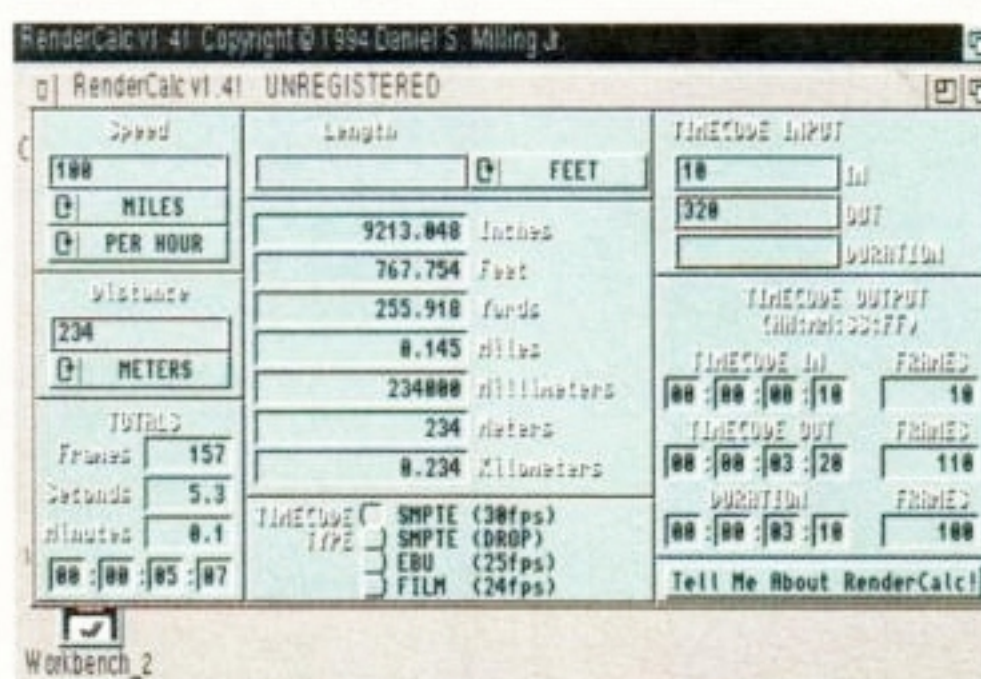 RenderCalc v1.41 Copyright © 1994 Daniel S. Milling Jr.
RenderCalc v1.41 UNREGISTERED
Speed
100
MILES
PER HOUR
Distance
234
METERS
TOTALS
Frames 157
Seconds 5.3
Minutes 0.1
00 : 00 : 05 : 07
Length
FEET
9213.048 Inches
767.754 Feet
255.918 Yards
0.145 Miles
234000 Millimeters
234 Meters
0.234 Kilometers
TIMECODE TYPE
SMPTE (30fps)
SMPTE (DROP)
EBU (25fps)
FILM (24fps)
TIMECODE INPUT
10 IN
320 OUT
DURATION
TIMECODE OUTPUT
(HH:MM:SS:FF)
TIMECODE IN FRAMES
00 : 00 : 00 : 10 10
TIMECODE OUT FRAMES
00 : 00 : 03 : 20 110
DURATION FRAMES
00 : 00 : 03 : 10 100
Tell Me About RenderCalc!
Workbench_2